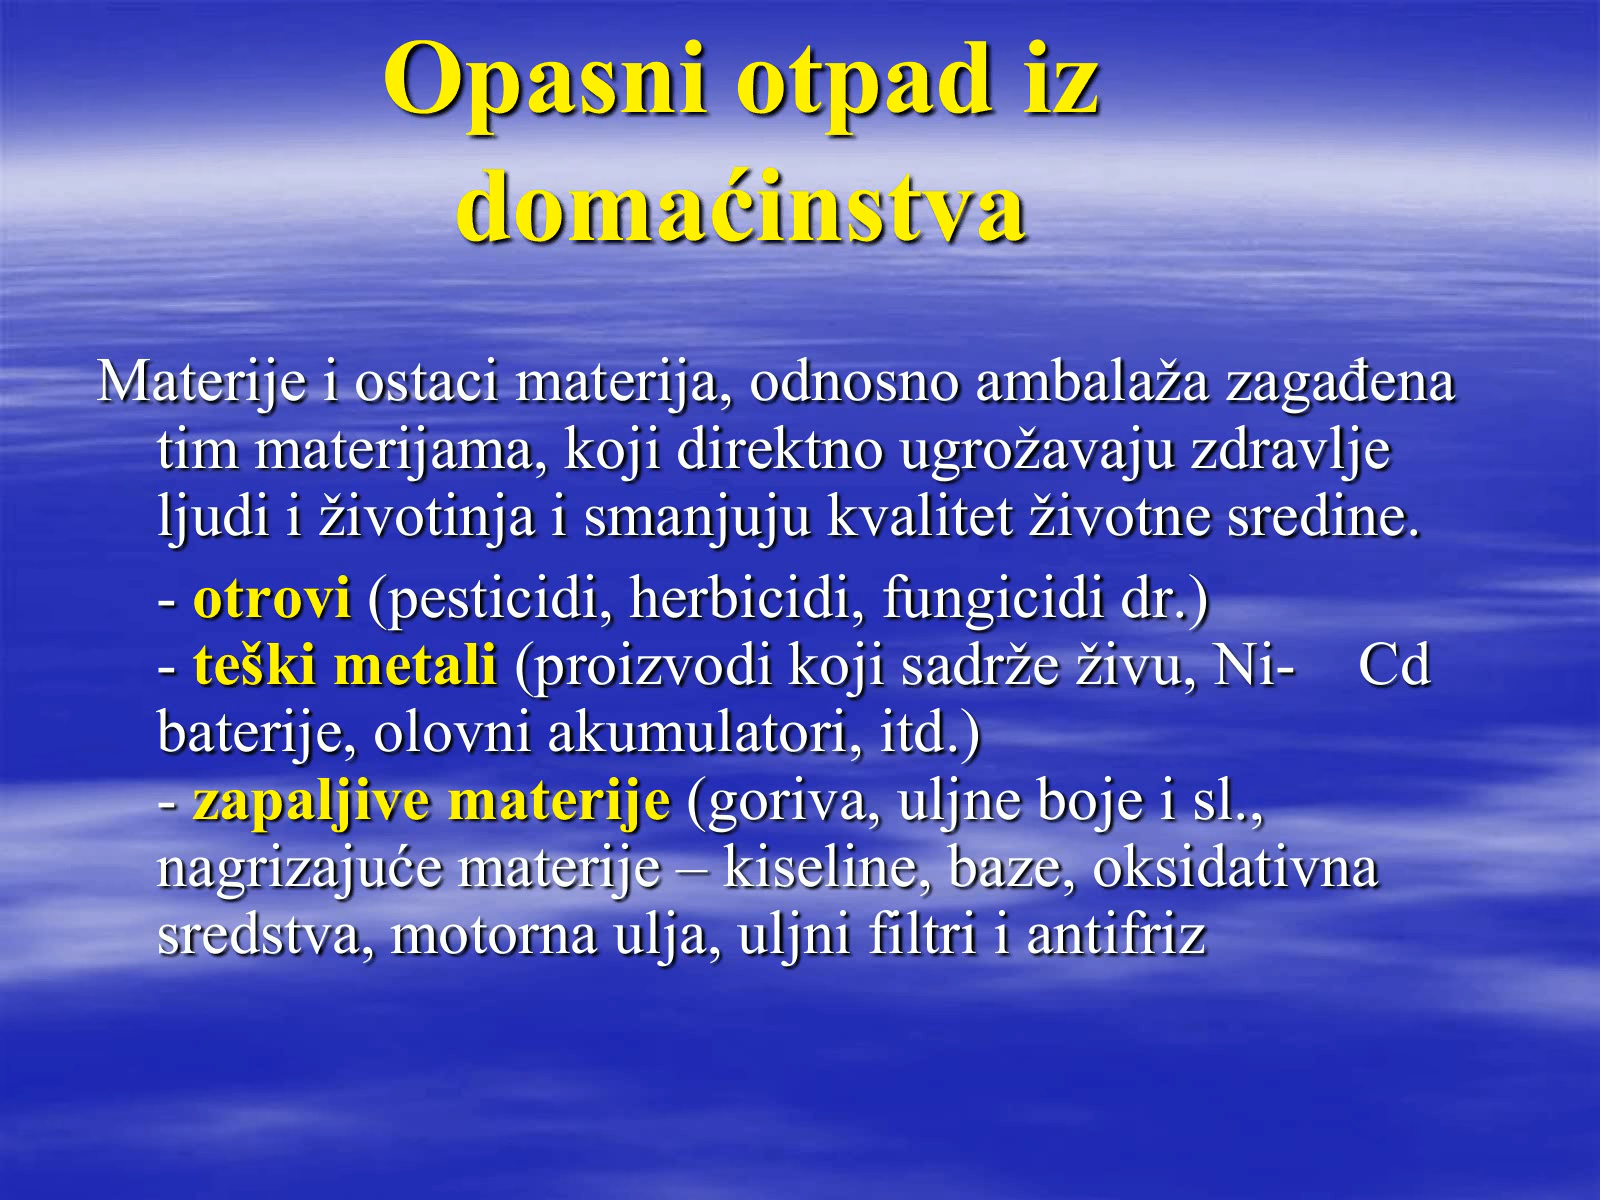 Opasni otpad iz
domaćinstva
Materije i ostaci materija, odnosno ambalaža zagađena
tim materijama, koji direktno ugrožavaju zdravlje
ljudi i životinja i smanjuju kvalitet životne sredine.
- otrovi (pesticidi, herbicidi, fungicidi dr.)
- teški metali (proizvodi koji sadrže živu, Ni- Cd
baterije, olovni akumulatori, itd.)
- zapaljive materije (goriva, uljne boje i sl.,
nagrizajuće materije – kiseline, baze, oksidativna
sredstva, motorna ulja, uljni filtri i antifriz